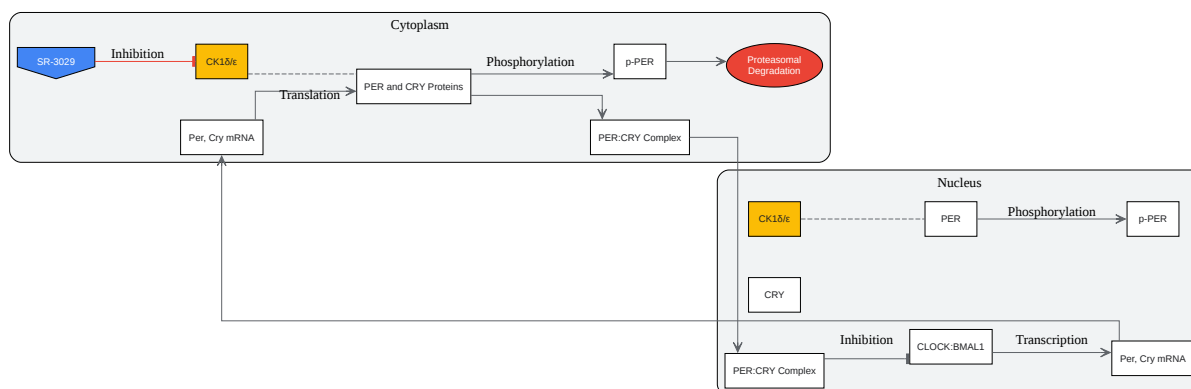 Cytoplasm
SR-3029
Inhibition
CK1δ/ε
Phosphorylation
p-PER
Proteasomal
Degradation
Translation
PER and CRY Proteins
Per, Cry mRNA
PER:CRY Complex
Nucleus
CK1δ/ε
PER
Phosphorylation
p-PER
CRY
Inhibition
CLOCK:BMAL1
Transcription
PER:CRY Complex
Per, Cry mRNA